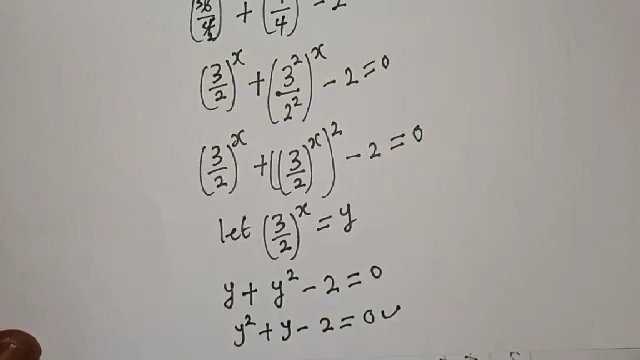 (3/2)^x + (3²/2²)^x - 2 = 0
(3/2)^x + ((3/2)^x)² - 2 = 0
let (3/2)^x = y
y + y² - 2 = 0
y² + y - 2 = 0